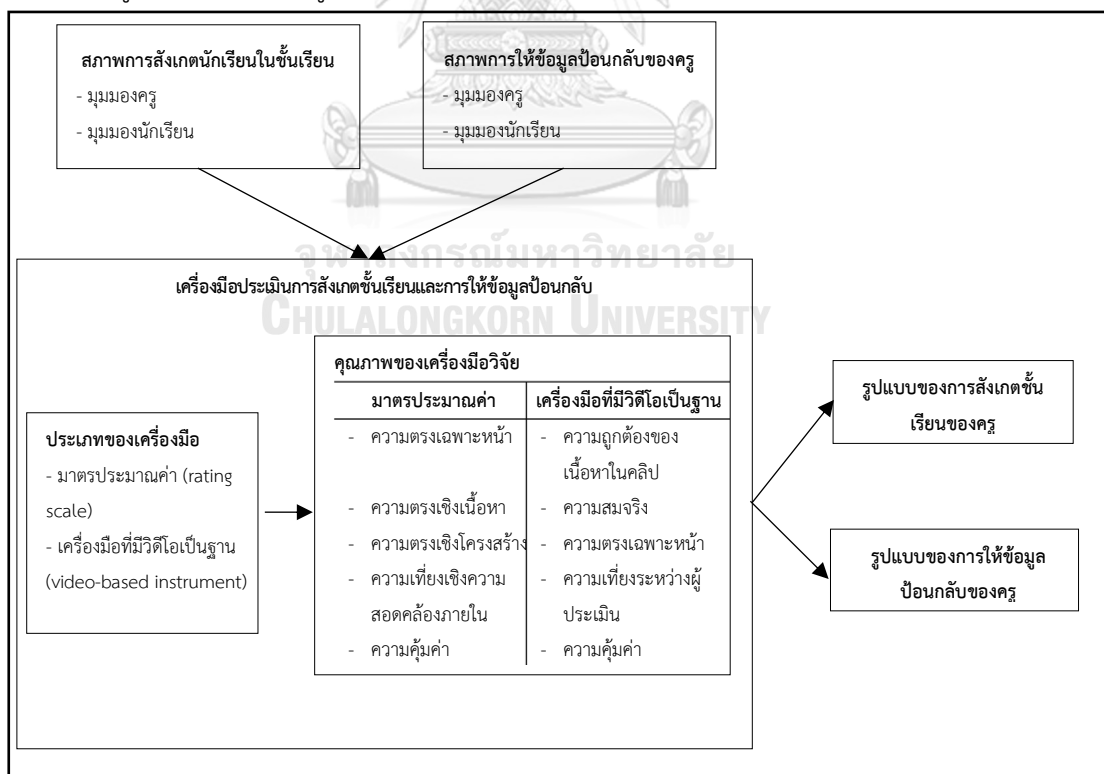 สภาพการสังเกตนักเรียนในชั้นเรียน
- มุมมองครู
- มุมมองนักเรียน
สภาพการให้ข้อมูลป้อนกลับของครู
- มุมมองครู
- มุมมองนักเรียน
จุฬาลงกรณ์มหาวิทยาลัย
CHULALONGKORN UNIVERSITY
เครื่องมือประเมินการสังเกตชั้นเรียนและการให้ข้อมูลป้อนกลับ
ประเภทของเครื่องมือ
- มาตรประมาณค่า (rating
scale)
- เครื่องมือที่มีวิดีโอเป็นฐาน
(video-based instrument)
คุณภาพของเครื่องมือวิจัย
มาตรประมาณค่า
- ความตรงเฉพาะหน้า
- ความตรงเชิงเนื้อหา
- ความตรงเชิงโครงสร้าง
- ความเที่ยงเชิงความ
สอดคล้องภายใน
- ความคุ้มค่า
เครื่องมือที่มีวิดีโอเป็นฐาน
- ความถูกต้องของ
เนื้อหาในคลิป
- ความสมจริง
- ความตรงเฉพาะหน้า
- ความเที่ยงระหว่างผู้
ประเมิน
- ความคุ้มค่า
รูปแบบของการสังเกตชั้น
เรียนของครู
รูปแบบของการให้ข้อมูล
ป้อนกลับของครู